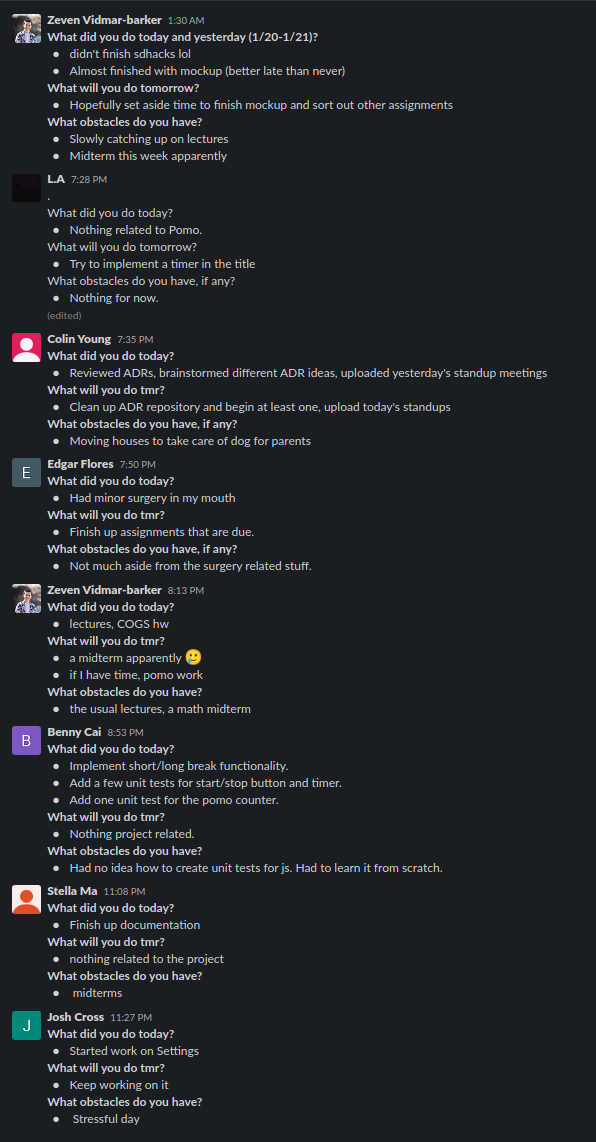 Zeven Vidmar-barker 1:30 AM
What did you do today and yesterday (1/20-1/21)?
● didn't finish sdhacks lol
● Almost finished with mockup (better late than never)
What will you do tomorrow?
● Hopefully set aside time to finish mockup and sort out other assignments
What obstacles do you have?
● Slowly catching up on lectures
● Midterm this week apparently
L.A 7:28 PM
.
What did you do today?
● Nothing related to Pomo.
What will you do tomorrow?
● Try to implement a timer in the title
What obstacles do you have, if any?
● Nothing for now.
(edited)
Colin Young 7:35 PM
What did you do today?
● Reviewed ADRs, brainstormed different ADR ideas, uploaded yesterday's standup meetings
What will you do tmr?
● Clean up ADR repository and begin at least one, upload today's standups
What obstacles do you have, if any?
● Moving houses to take care of dog for parents
E
Edgar Flores 7:50 PM
What did you do today?
● Had minor surgery in my mouth
What will you do tmr?
● Finish up assignments that are due.
What obstacles do you have, if any?
● Not much aside from the surgery related stuff.
Zeven Vidmar-barker 8:13 PM
What did you do today?
● lectures, COGS hw
What will you do tmr?
● a midterm apparently 🥲
● if I have time, pomo work
What obstacles do you have?
● the usual lectures, a math midterm
B
Benny Cai 8:53 PM
What did you do today?
● Implement short/long break functionality.
● Add a few unit tests for start/stop button and timer.
● Add one unit test for the pomo counter.
What will you do tmr?
● Nothing project related.
What obstacles do you have?
● Had no idea how to create unit tests for js. Had to learn it from scratch.
Stella Ma 11:08 PM
What did you do today?
● Finish up documentation
What will you do tmr?
● nothing related to the project
What obstacles do you have?
● midterms
J
Josh Cross 11:27 PM
What did you do today?
● Started work on Settings
What will you do tmr?
● Keep working on it
What obstacles do you have?
● Stressful day